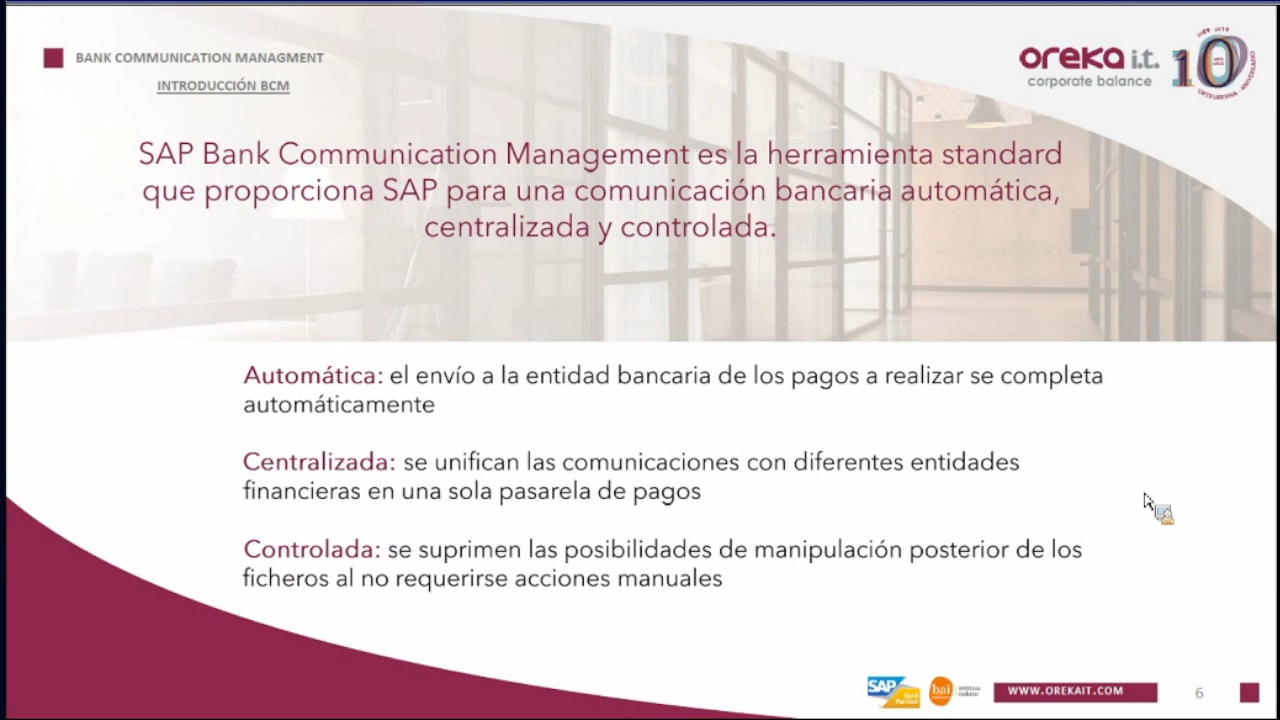 BANK COMMUNICATION MANAGMENT
INTRODUCCIÓN BCM
oreka i.t.
corporate balance
10
SAP Bank Communication Management es la herramienta standard
que proporciona SAP para una comunicación bancaria automática,
centralizada y controlada.
Automática: el envío a la entidad bancaria de los pagos a realizar se completa
automáticamente
Centralizada: se unifican las comunicaciones con diferentes entidades
financieras en una sola pasarela de pagos
Controlada: se suprimen las posibilidades de manipulación posterior de los
ficheros al no requerirse acciones manuales
SAP
bai
WWW.OREKAIT.COM
6